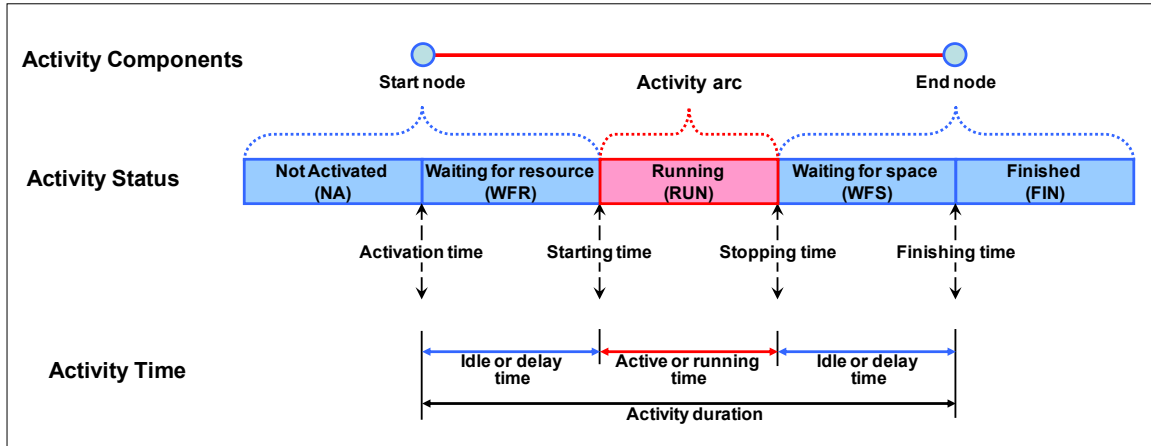 Activity Components
Start node
Activity arc
End node
Activity Status
Not Activated
(NA)
Waiting for resource
(WFR)
Running
(RUN)
Waiting for space
(WFS)
Finished
(FIN)
Activation time
Starting time
Stopping time
Finishing time
Activity Time
Idle or delay
time
Active or running
time
Idle or delay
time
Activity duration